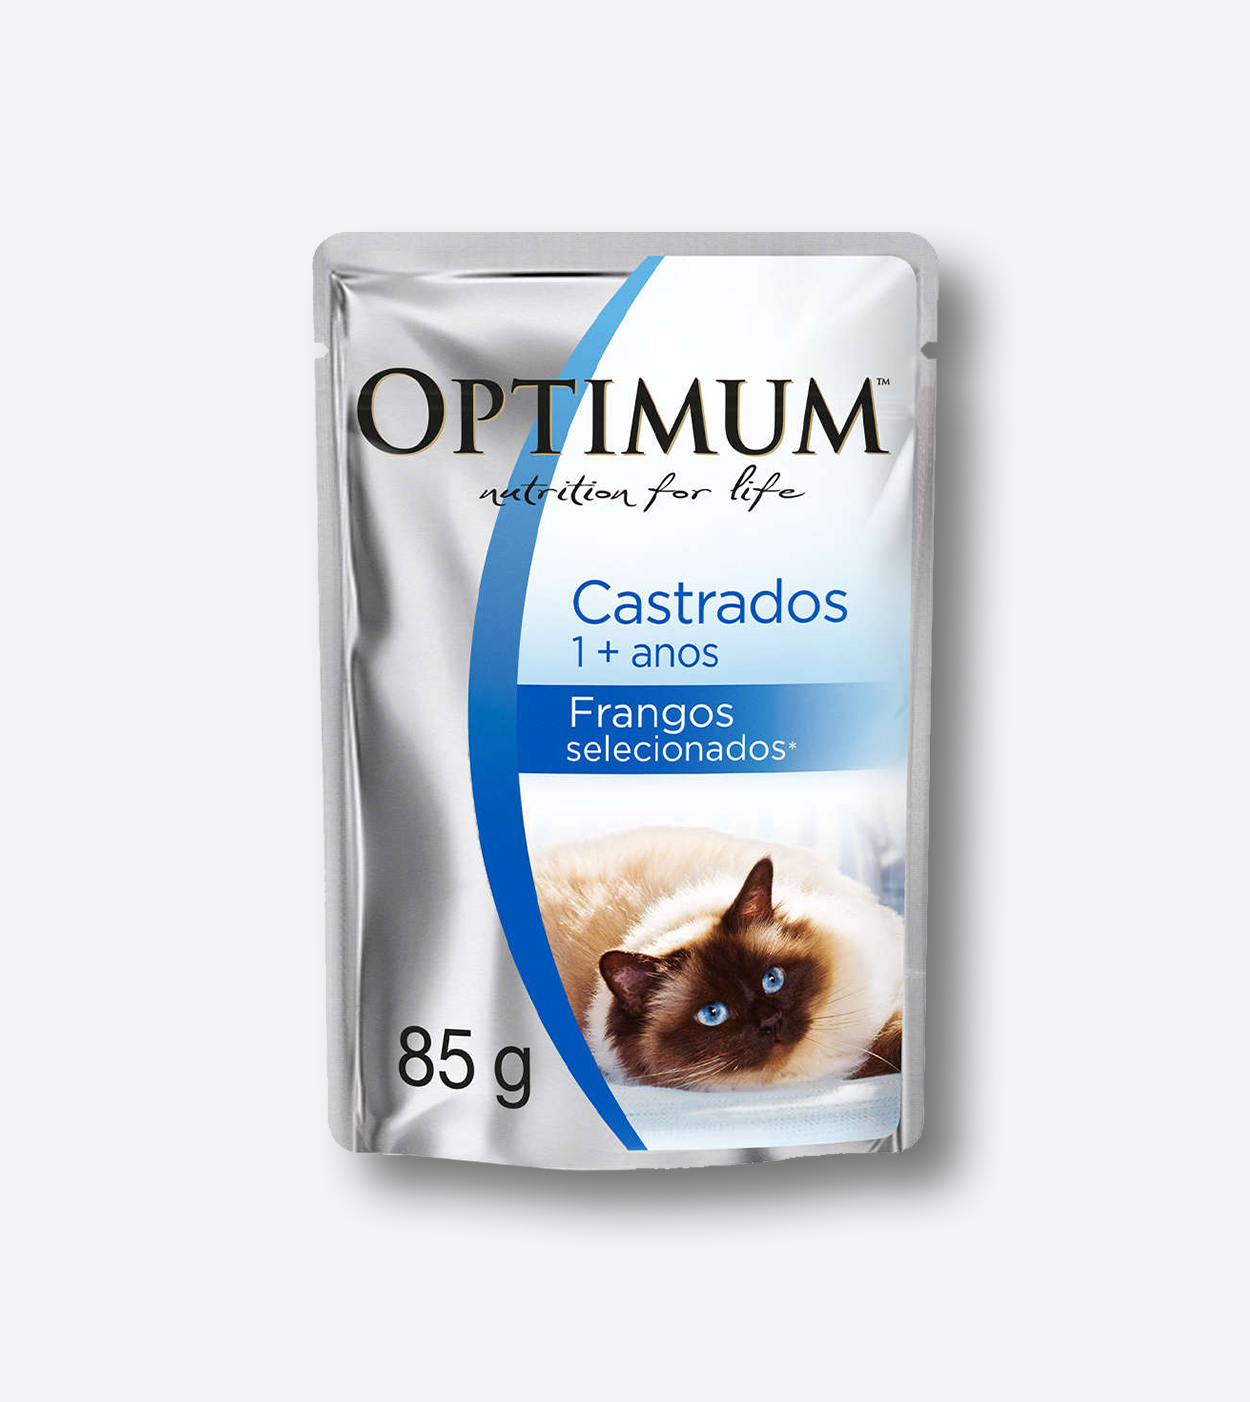 OPTIMUM™
nutrition for life
Castrados
1 + anos
Frangos
selecionados*
85 g